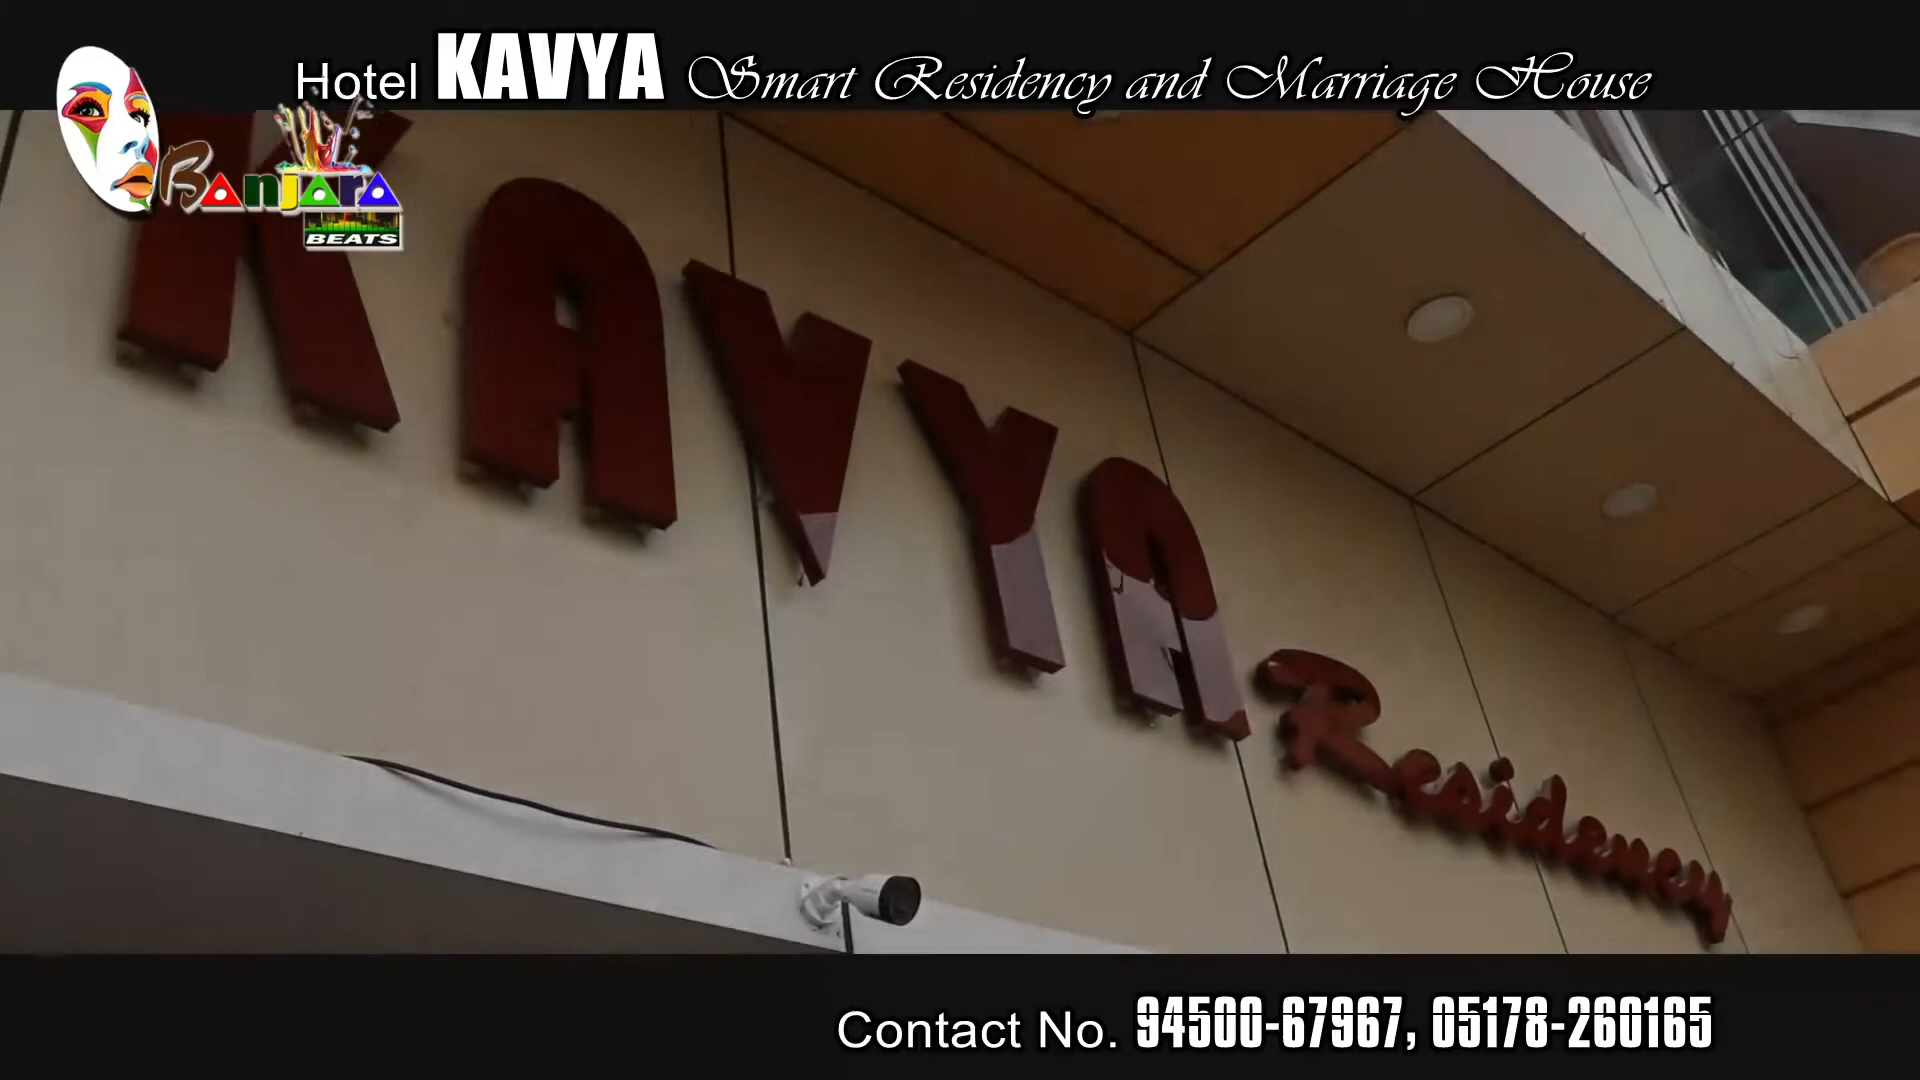 Hotel KAVYA Smart Residency and Marriage House
Banjara
BEATS
KAVYA Residency
Contact No. 94500-67967, 05178-260165